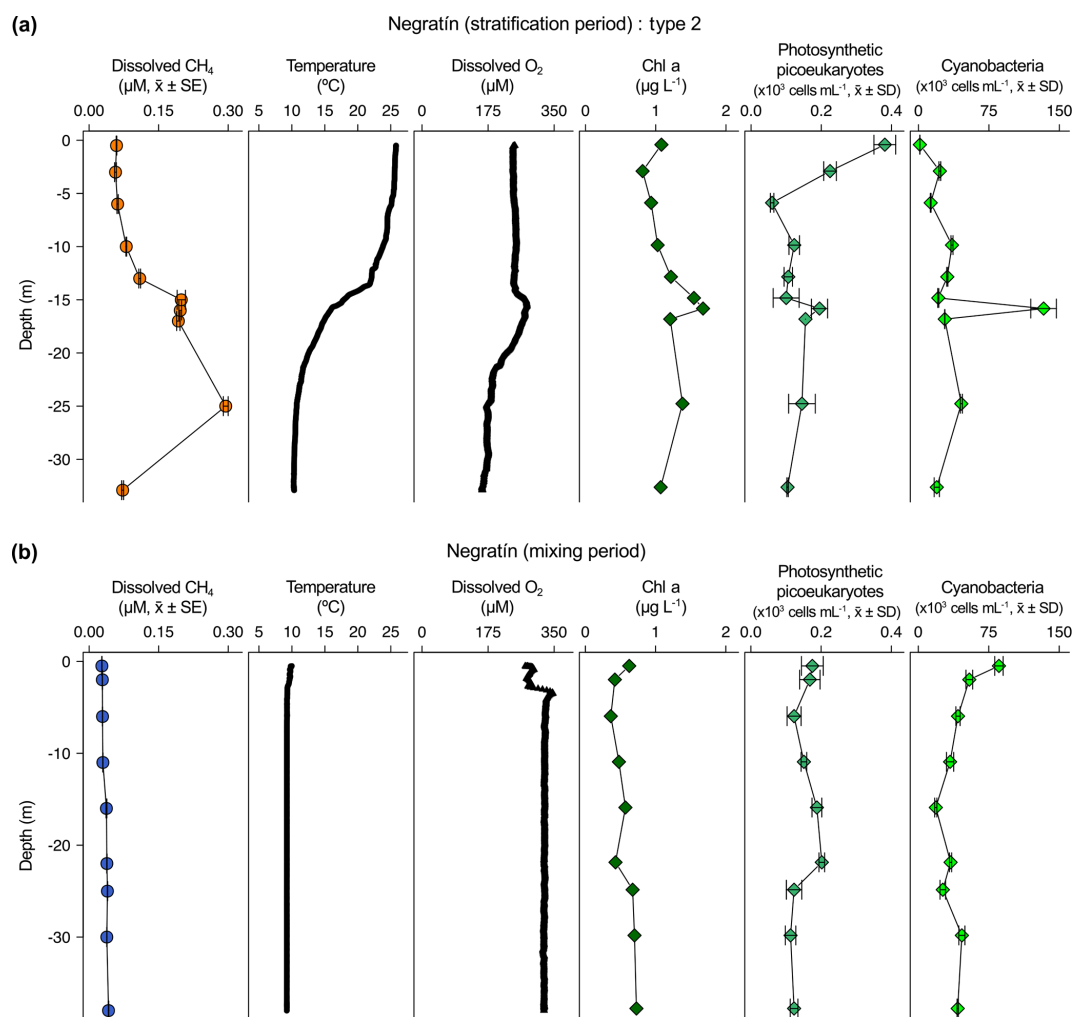 (a)
Negratín (stratification period) : type 2
Dissolved CH₄
(µM, x̄ ± SE)
Temperature
(ºC)
Dissolved O₂
(µM)
Chl a
(µg L⁻¹)
Photosynthetic
picoeukaryotes
(x10³ cells mL⁻¹, x̄ ± SD)
Cyanobacteria
(x10³ cells mL⁻¹, x̄ ± SD)
0.00 0.15 0.30 5 10 15 20 25 0 175 350 0 1 2 0.0 0.2 0.4 0 75 150
0
-5
-10
-15
-20
-25
-30
Depth (m)
(b)
Negratín (mixing period)
Dissolved CH₄
(µM, x̄ ± SE)
Temperature
(ºC)
Dissolved O₂
(µM)
Chl a
(µg L⁻¹)
Photosynthetic
picoeukaryotes
(x10³ cells mL⁻¹, x̄ ± SD)
Cyanobacteria
(x10³ cells mL⁻¹, x̄ ± SD)
0.00 0.15 0.30 5 10 15 20 25 0 175 350 0 1 2 0.0 0.2 0.4 0 75 150
0
-10
-20
-30
Depth (m)